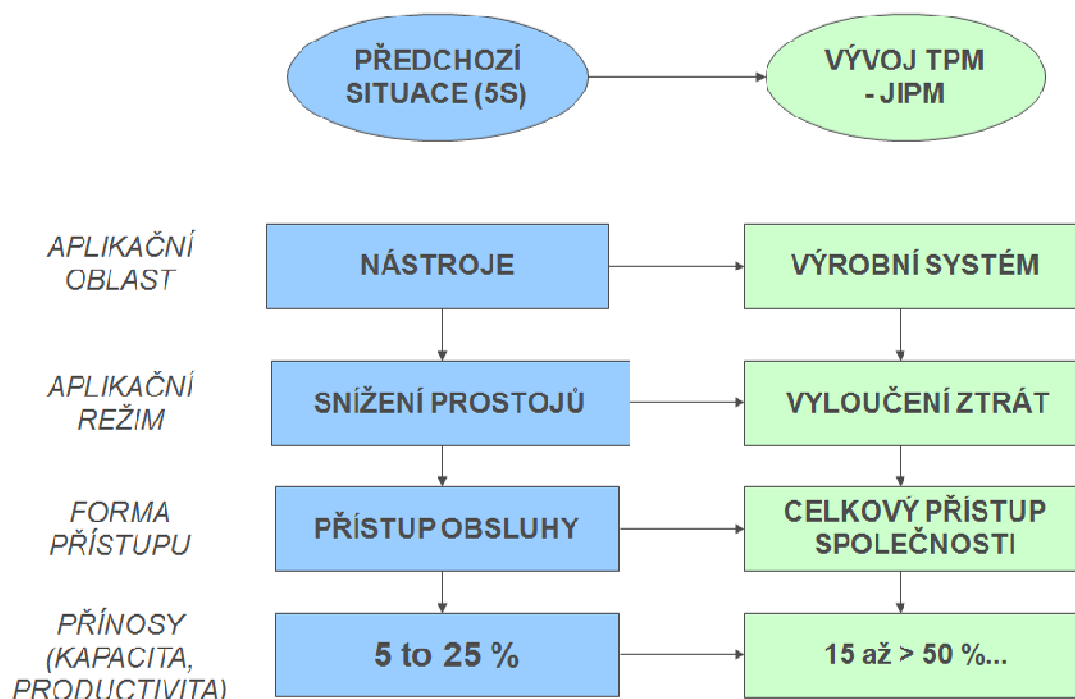 PŘEDCHOZÍ
SITUACE (5S)
VÝVOJ TPM
- JIPM
APLIKAČNÍ
OBLAST
NÁSTROJE
VÝROBNÍ SYSTÉM
APLIKAČNÍ
REŽIM
SNÍŽENÍ PROSTOJŮ
VYLOUČENÍ ZTRÁT
FORMA
PŘÍSTUPU
PŘÍSTUP OBSLUHY
CELKOVÝ PŘÍSTUP
SPOLEČNOSTI
PŘÍNOSY
(KAPACITA,
PRODUCTIVITA)
5 to 25 %
15 až > 50 %...